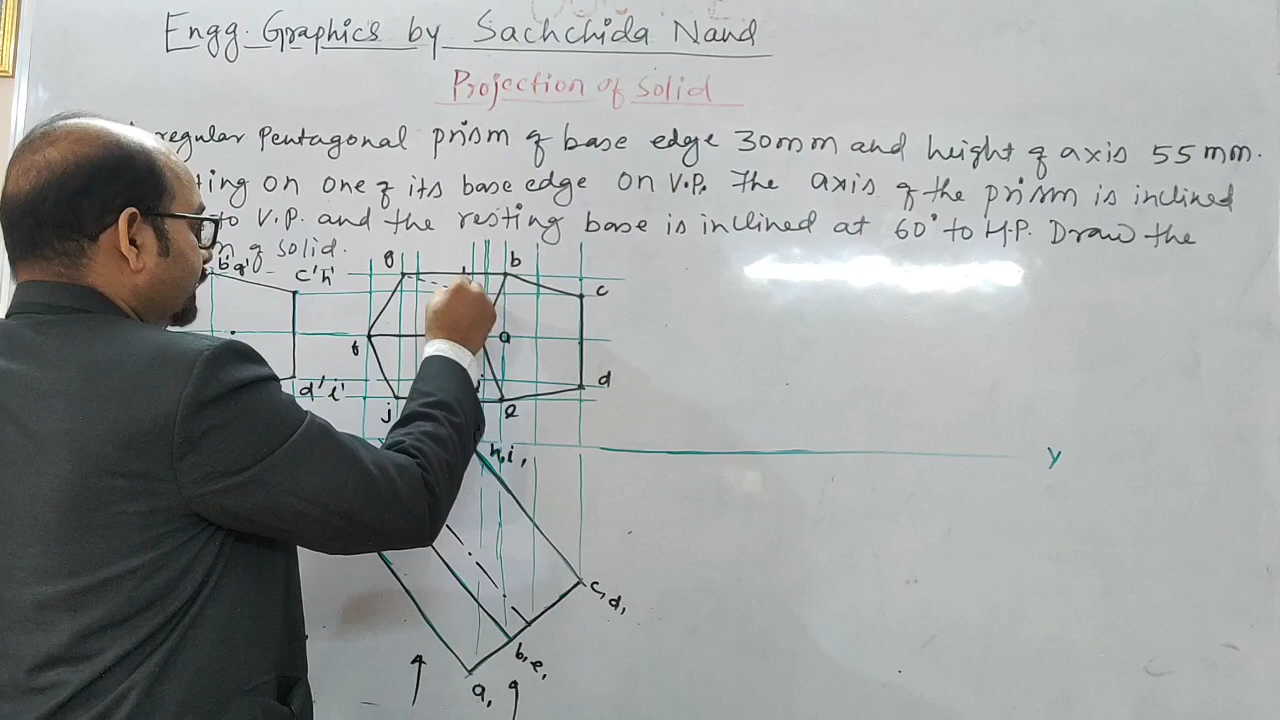 Engg. Graphics by Sachchida Nand
Projection of Solid
regular Pentagonal prism of base edge 30mm and height of axis 55mm.
ting on one of its base edge on V.P. The axis of the prism is inclined
to V.P. and the resting base is inclined at 60° to H.P. Draw the
of solid.
b'g' c'h' g b c
f a
d'i' j i e d
h,i, y
c,d,
b,e,
a,